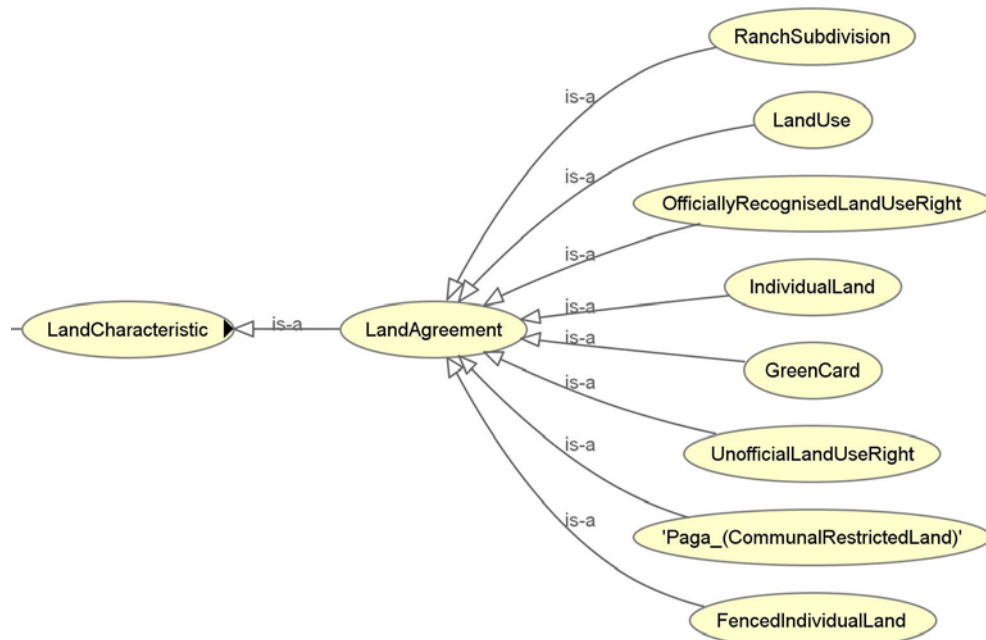 RanchSubdivision
is-a
LandUse
is-a
OfficiallyRecognisedLandUseRight
is-a
IndividualLand
is-a
LandCharacteristic
is-a
LandAgreement
is-a
GreenCard
is-a
UnofficialLandUseRight
is-a
'Paga_(CommunalRestrictedLand)'
is-a
FencedIndividualLand